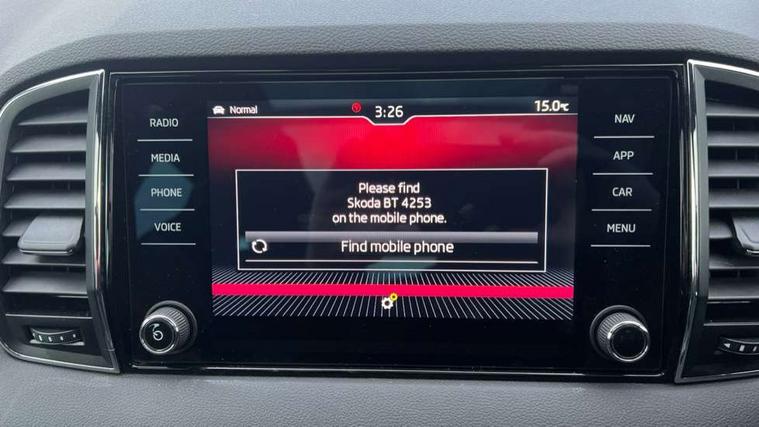 RADIO
MEDIA
PHONE
VOICE
Normal
3:26
15.0°C
Please find
Skoda BT 4253
on the mobile phone.
Find mobile phone
NAV
APP
CAR
MENU